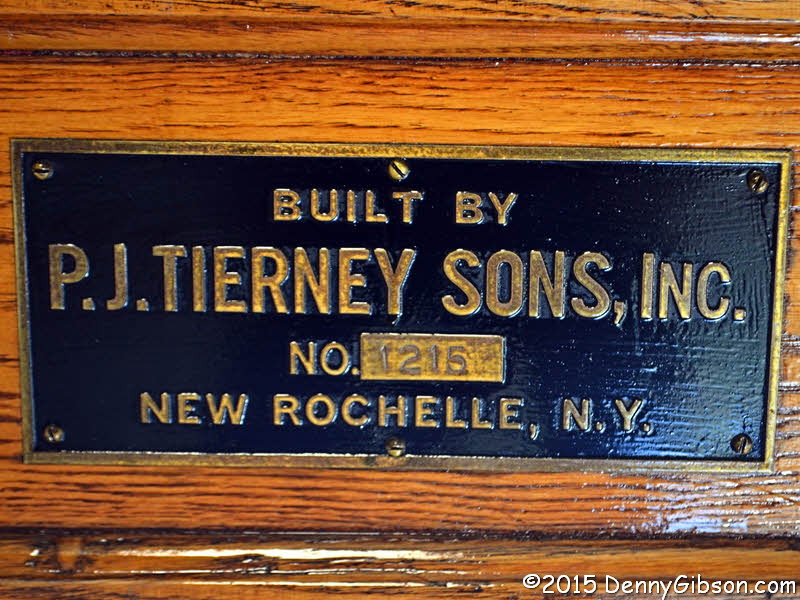 BUILT BY
P.J. TIERNEY SONS, INC.
NO. 1215
NEW ROCHELLE, N.Y.
©2015 DennyGibson.com